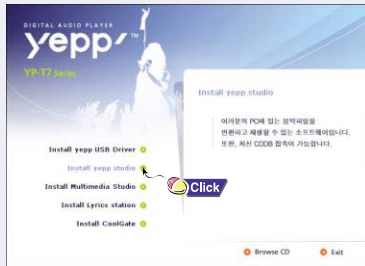 DIGITAL AUDIO PLAYER
yepp’ ™
YP-T7 Series
Install yepp studio
여러분의 PC에 있는 음악파일을
변환하고 재생할 수 있는 소프트웨어입니다.
또한, 최신 CDDB 접속이 가능합니다.
Install yepp USB Driver
Install yepp studio
Click
Install Multimedia Studio
Install Lyrics station
Install CoolGate
Browse CD
Exit